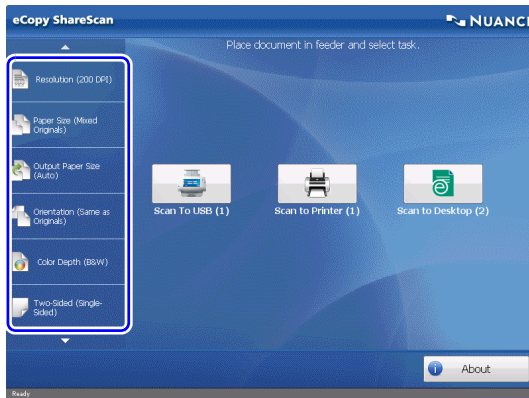 eCopy ShareScan
NUANCE
Place document in feeder and select task.
Resolution (200 DPI)
Paper Size (Mixed
Originals)
Output Paper Size
(Auto)
Orientation (Same as
Originals)
Color Depth (B&W)
Two-Sided (Single-
Sided)
Scan To USB (1)
Scan to Printer (1)
Scan to Desktop (2)
About
Ready